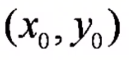 (x₀, y₀)